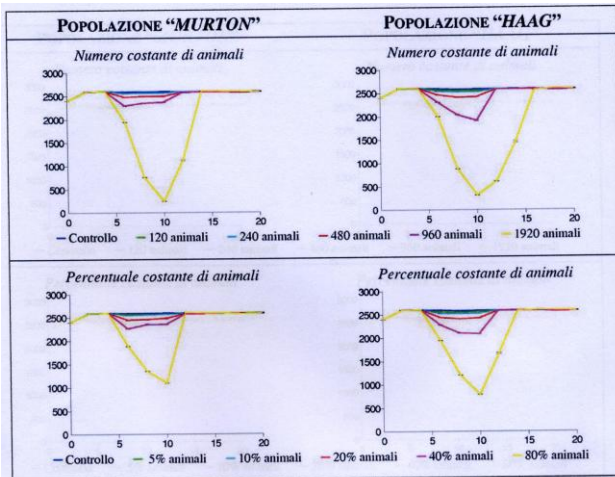 POPOLAZIONE “MURTON”
POPOLAZIONE “HAAG”
Numero costante di animali
Numero costante di animali
3000
2500
2000
1500
1000
500
0
0 5 10 15 20
3000
2500
2000
1500
1000
500
0
0 5 10 15 20
Controllo 120 animali 240 animali 480 animali 960 animali 1920 animali
Percentuale costante di animali
Percentuale costante di animali
3000
2500
2000
1500
1000
500
0
0 5 10 15 20
3000
2500
2000
1500
1000
500
0
0 5 10 15 20
Controllo 5% animali 10% animali 20% animali 40% animali 80% animali